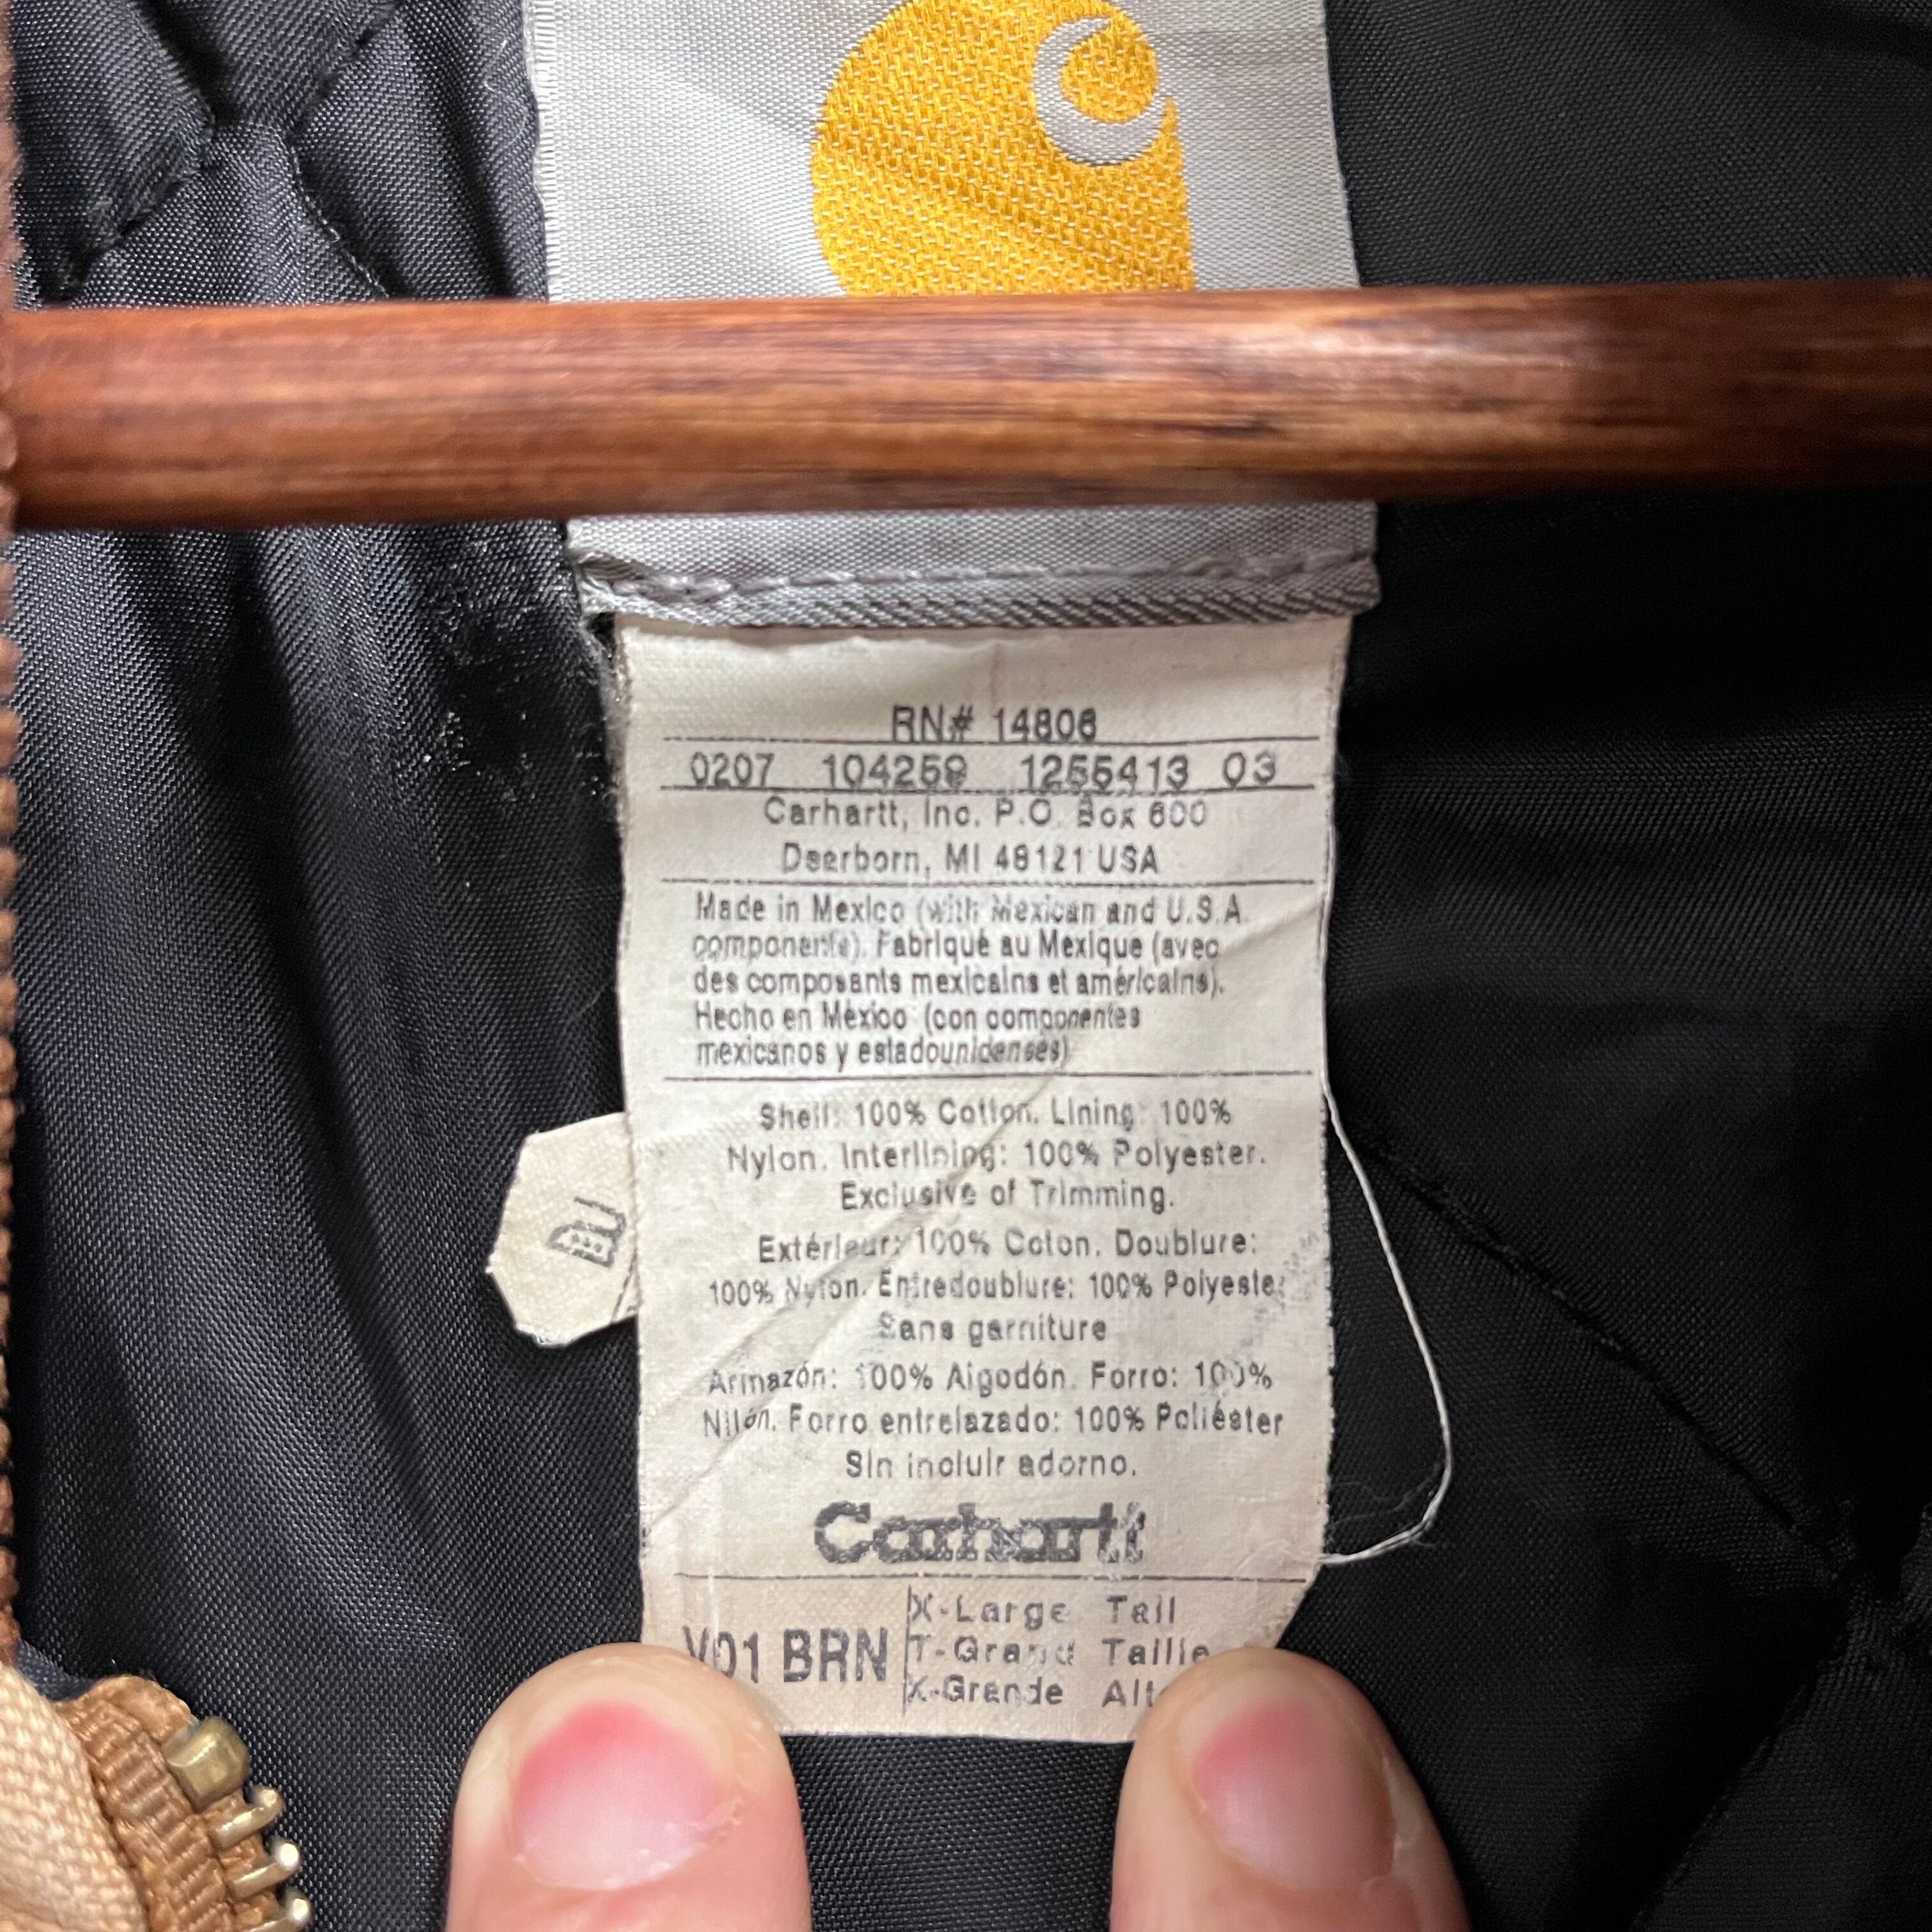 RN# 14806
0207 104259 1255413 03
Carhartt, Inc. P.O. Box 600
Dearborn, MI 48121 USA
Made in Mexico (with Mexican and U.S.A.
components). Fabriqué au Mexique (avec
des composants mexicains et américains).
Hecho en México (con componentes
mexicanos y estadounidenses)
Shell: 100% Cotton. Lining: 100%
Nylon. Interlining: 100% Polyester.
Exclusive of Trimming.
Extérieur: 100% Coton. Doublure:
100% Nylon. Entredoublure: 100% Polyester
Sans garniture
Armazón: 100% Algodón. Forro: 100%
Nilón. Forro entrelazado: 100% Poliéster
Sin incluir adorno.
Carhartt
V01 BRN
X-Large Tall
T-Grand Taille
X-Grande Alto